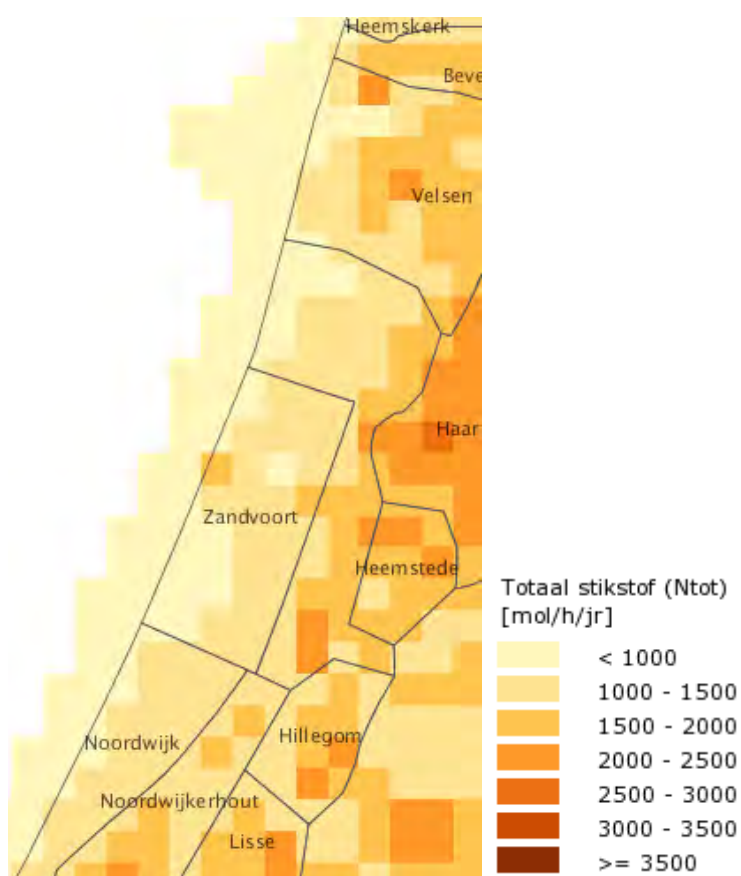 Heemskerk
Beve
Velsen
Haar
Zandvoort
Heemstede
Noordwijk
Hillegom
Noordwijkerhout
Lisse
Totaal stikstof (Ntot)
[mol/h/jr]
< 1000
1000 - 1500
1500 - 2000
2000 - 2500
2500 - 3000
3000 - 3500
>= 3500